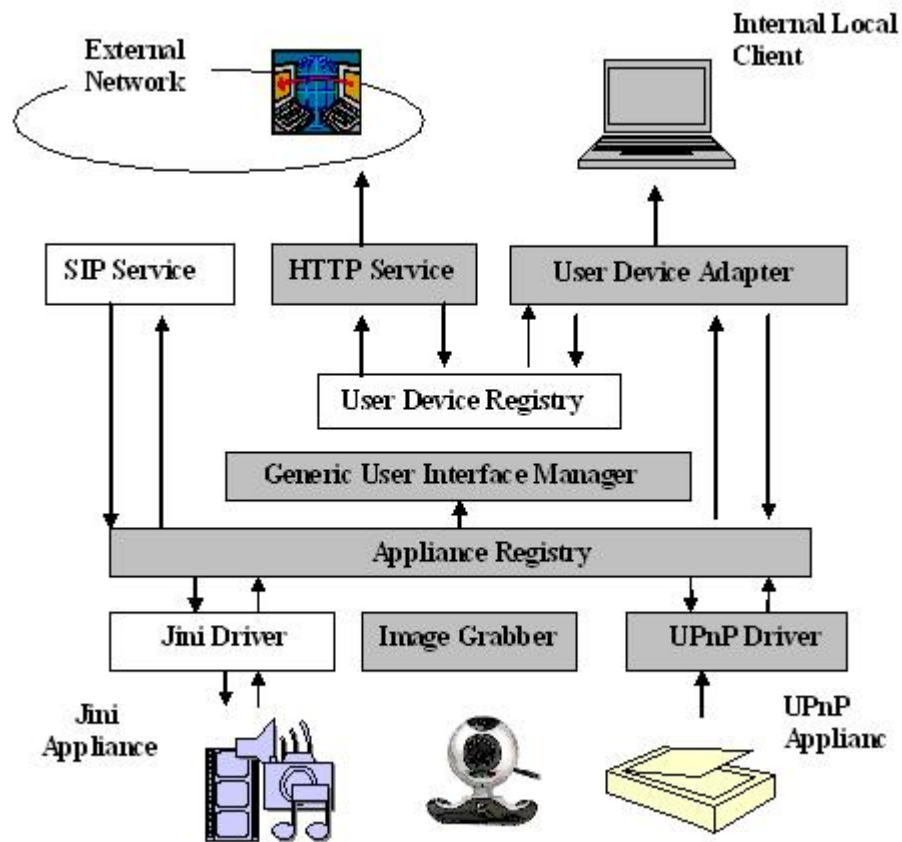 External
Network
Internal Local
Client
SIP Service
HTTP Service
User Device Adapter
User Device Registry
Generic User Interface Manager
Appliance Registry
Jini Driver
Image Grabber
UPnP Driver
Jini
Appliance
UPnP
Applianc